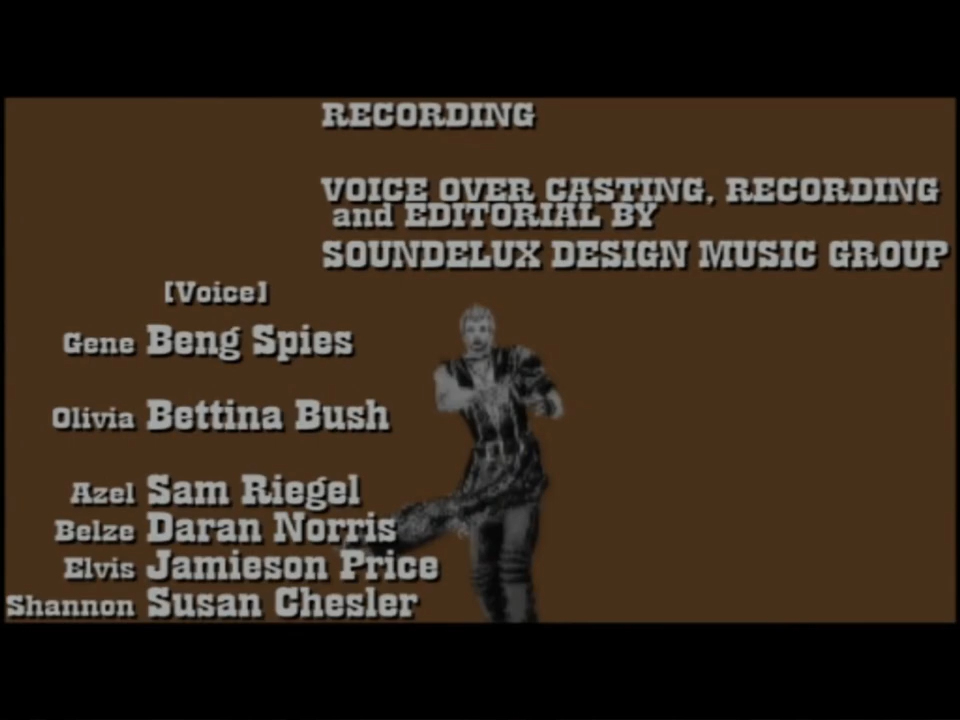 RECORDING
VOICE OVER CASTING, RECORDING
and EDITORIAL BY
SOUNDELUX DESIGN MUSIC GROUP
[Voice]
Gene Beng Spies
Olivia Bettina Bush
Azel Sam Riegel
Belze Daran Norris
Elvis Jamieson Price
Shannon Susan Chesler